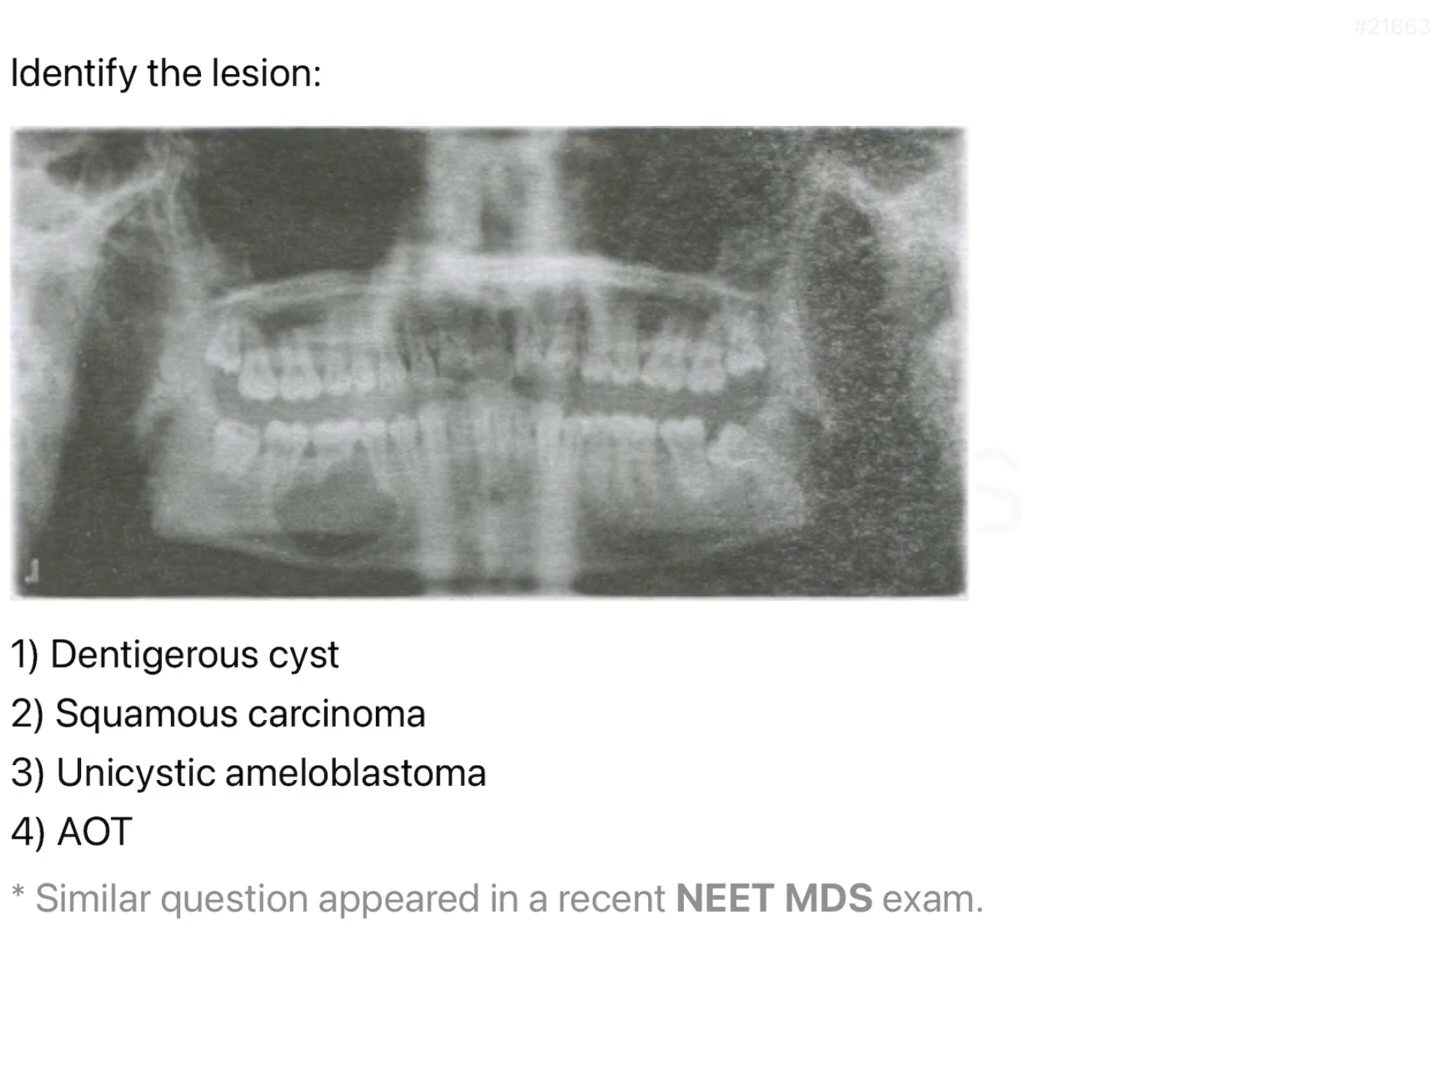 #21663
Identify the lesion:
1) Dentigerous cyst
2) Squamous carcinoma
3) Unicystic ameloblastoma
4) AOT
* Similar question appeared in a recent NEET MDS exam.